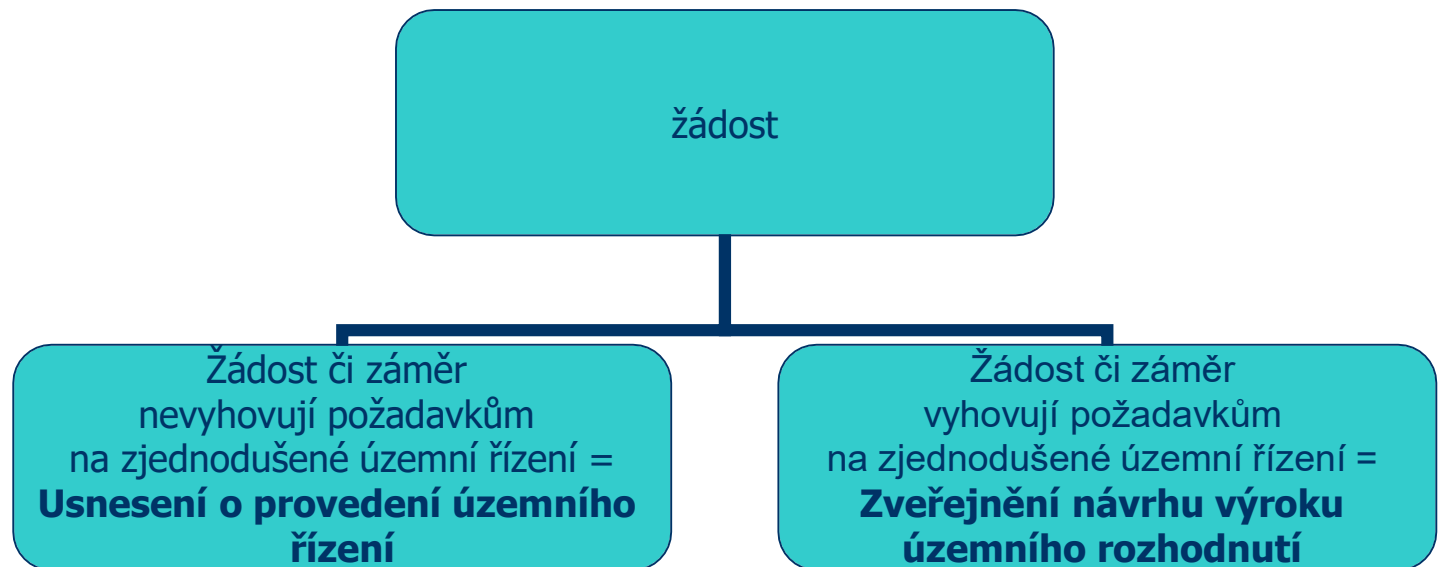 žádost
Žádost či záměr
nevyhovují požadavkům
na zjednodušené územní řízení =
Usnesení o provedení územního
řízení
Žádost či záměr
vyhovují požadavkům
na zjednodušené územní řízení =
Zveřejnění návrhu výroku
územního rozhodnutí